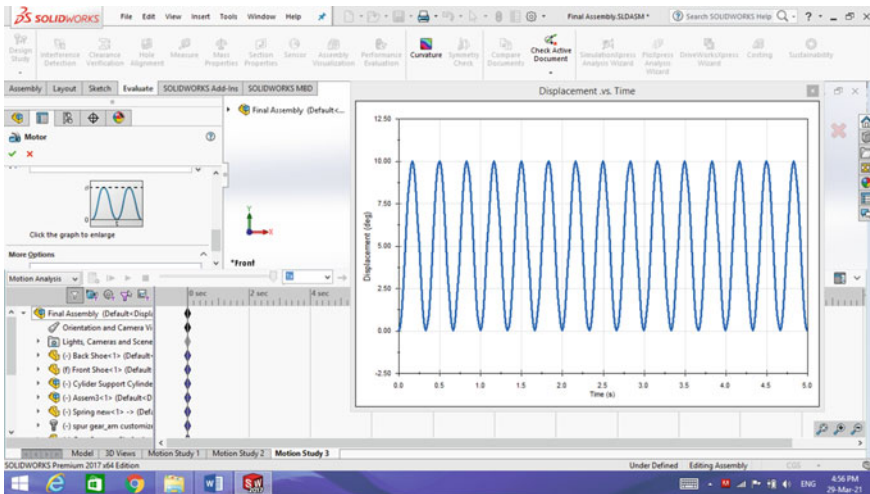 SOLIDWORKS File Edit View Insert Tools Window Help Final Assembly.SLDASM * Search SOLIDWORKS Help
Design Study Interference Detection Clearance Verification Hole Alignment Measure Mass Properties Section Properties Sensor Assembly Visualization Performance Evaluation Curvature Symmetry Check Compare Documents Check Active Document SimulationXpress Analysis Wizard FloXpress Analysis Wizard DriveWorksXpress Wizard Costing Sustainability
Assembly Layout Sketch Evaluate SOLIDWORKS Add-Ins SOLIDWORKS MBD
Final Assembly (Default<...
Motor
Click the graph to enlarge
More Options
Y
X
*Front
Displacement .vs. Time
12.50
10.00
7.50
5.00
2.50
0.00
-2.50
Displacement (deg)
0.0 0.5 1.0 1.5 2.0 2.5 3.0 3.5 4.0 4.5 5.0
Time (s)
Motion Analysis
0 sec 2 sec 4 sec
Final Assembly (Default<Displa
Orientation and Camera Vi
Lights, Cameras and Scene
(-) Back Shoe<1> (Default<
(f) Front Shoe<1> (Default
(-) Cylider Support Cylinde
(-) Assem3<1> (Default<D
(-) Spring new<1> -> (Defa
(-) spur gear_am customize
Model 3D Views Motion Study 1 Motion Study 2 Motion Study 3
SOLIDWORKS Premium 2017 x64 Edition Under Defined Editing Assembly CGS
ENG 4:56 PM
29-Mar-21